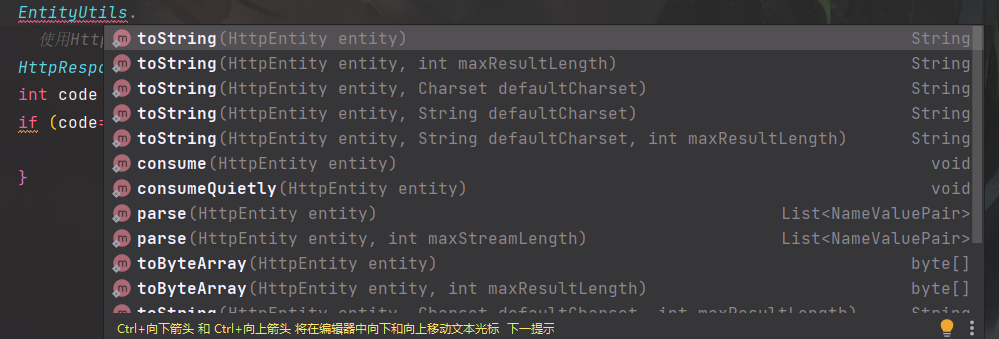 EntityUtils.
使用Http
HttpRespo
int code
if (code=
}
toString(HttpEntity entity) String
toString(HttpEntity entity, int maxResultLength) String
toString(HttpEntity entity, Charset defaultCharset) String
toString(HttpEntity entity, String defaultCharset) String
toString(HttpEntity entity, String defaultCharset, int maxResultLength) String
consume(HttpEntity entity) void
consumeQuietly(HttpEntity entity) void
parse(HttpEntity entity) List<NameValuePair>
parse(HttpEntity entity, int maxStreamLength) List<NameValuePair>
toByteArray(HttpEntity entity) byte[]
toByteArray(HttpEntity entity, int maxResultLength) byte[]
toString(HttpEntity entity, Charset defaultCharset, int maxResultLength) String
Ctrl+向下箭头 和 Ctrl+向上箭头 将在编辑器中向下和向上移动文本光标 下一提示